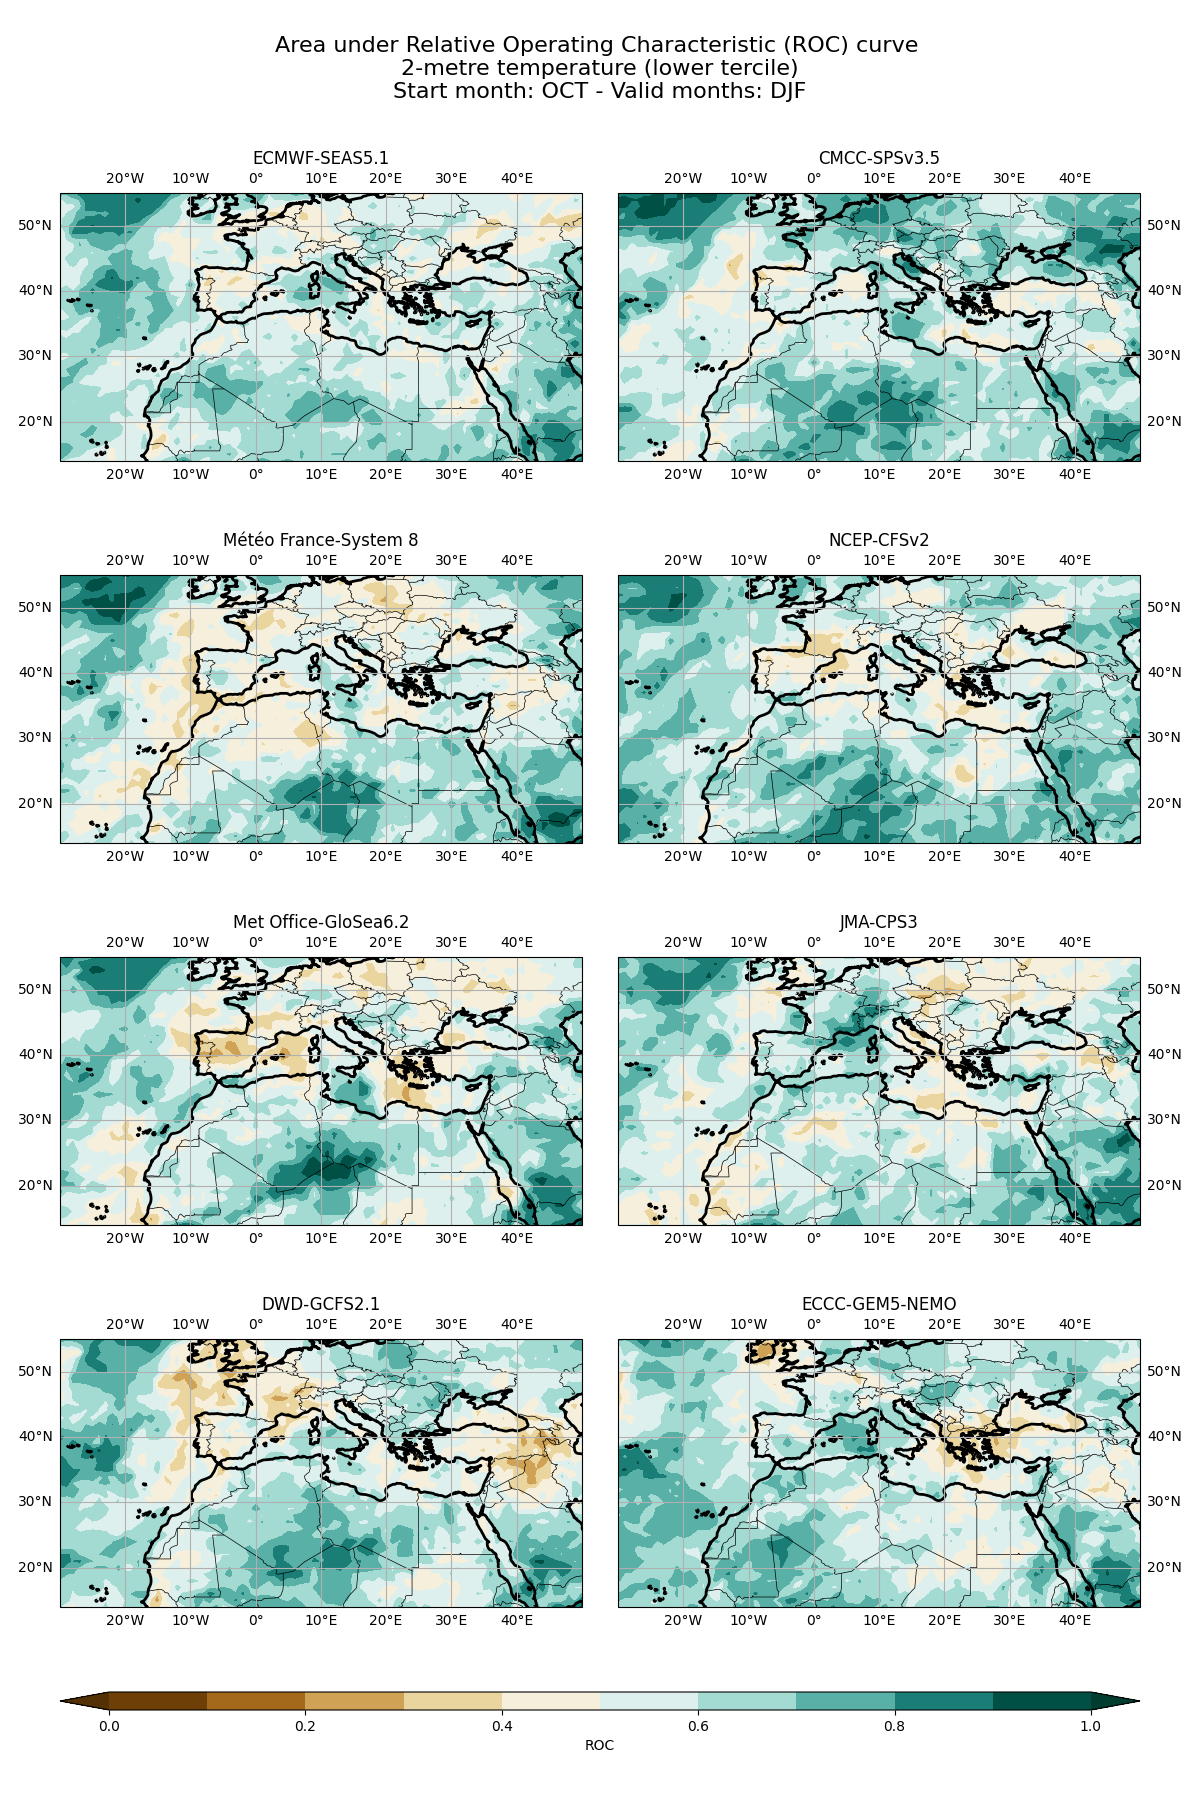 Area under Relative Operating Characteristic (ROC) curve
2-metre temperature (lower tercile)
Start month: OCT - Valid months: DJF
ECMWF-SEAS5.1
20°W 10°W 0° 10°E 20°E 30°E 40°E
50°N
40°N
30°N
20°N
20°W 10°W 0° 10°E 20°E 30°E 40°E
CMCC-SPSv3.5
20°W 10°W 0° 10°E 20°E 30°E 40°E
50°N
40°N
30°N
20°N
20°W 10°W 0° 10°E 20°E 30°E 40°E
Météo France-System 8
20°W 10°W 0° 10°E 20°E 30°E 40°E
50°N
40°N
30°N
20°N
20°W 10°W 0° 10°E 20°E 30°E 40°E
NCEP-CFSv2
20°W 10°W 0° 10°E 20°E 30°E 40°E
50°N
40°N
30°N
20°N
20°W 10°W 0° 10°E 20°E 30°E 40°E
Met Office-GloSea6.2
20°W 10°W 0° 10°E 20°E 30°E 40°E
50°N
40°N
30°N
20°N
20°W 10°W 0° 10°E 20°E 30°E 40°E
JMA-CPS3
20°W 10°W 0° 10°E 20°E 30°E 40°E
50°N
40°N
30°N
20°N
20°W 10°W 0° 10°E 20°E 30°E 40°E
DWD-GCFS2.1
20°W 10°W 0° 10°E 20°E 30°E 40°E
50°N
40°N
30°N
20°N
20°W 10°W 0° 10°E 20°E 30°E 40°E
ECCC-GEM5-NEMO
20°W 10°W 0° 10°E 20°E 30°E 40°E
50°N
40°N
30°N
20°N
20°W 10°W 0° 10°E 20°E 30°E 40°E
0.0 0.2 0.4 0.6 0.8 1.0
ROC